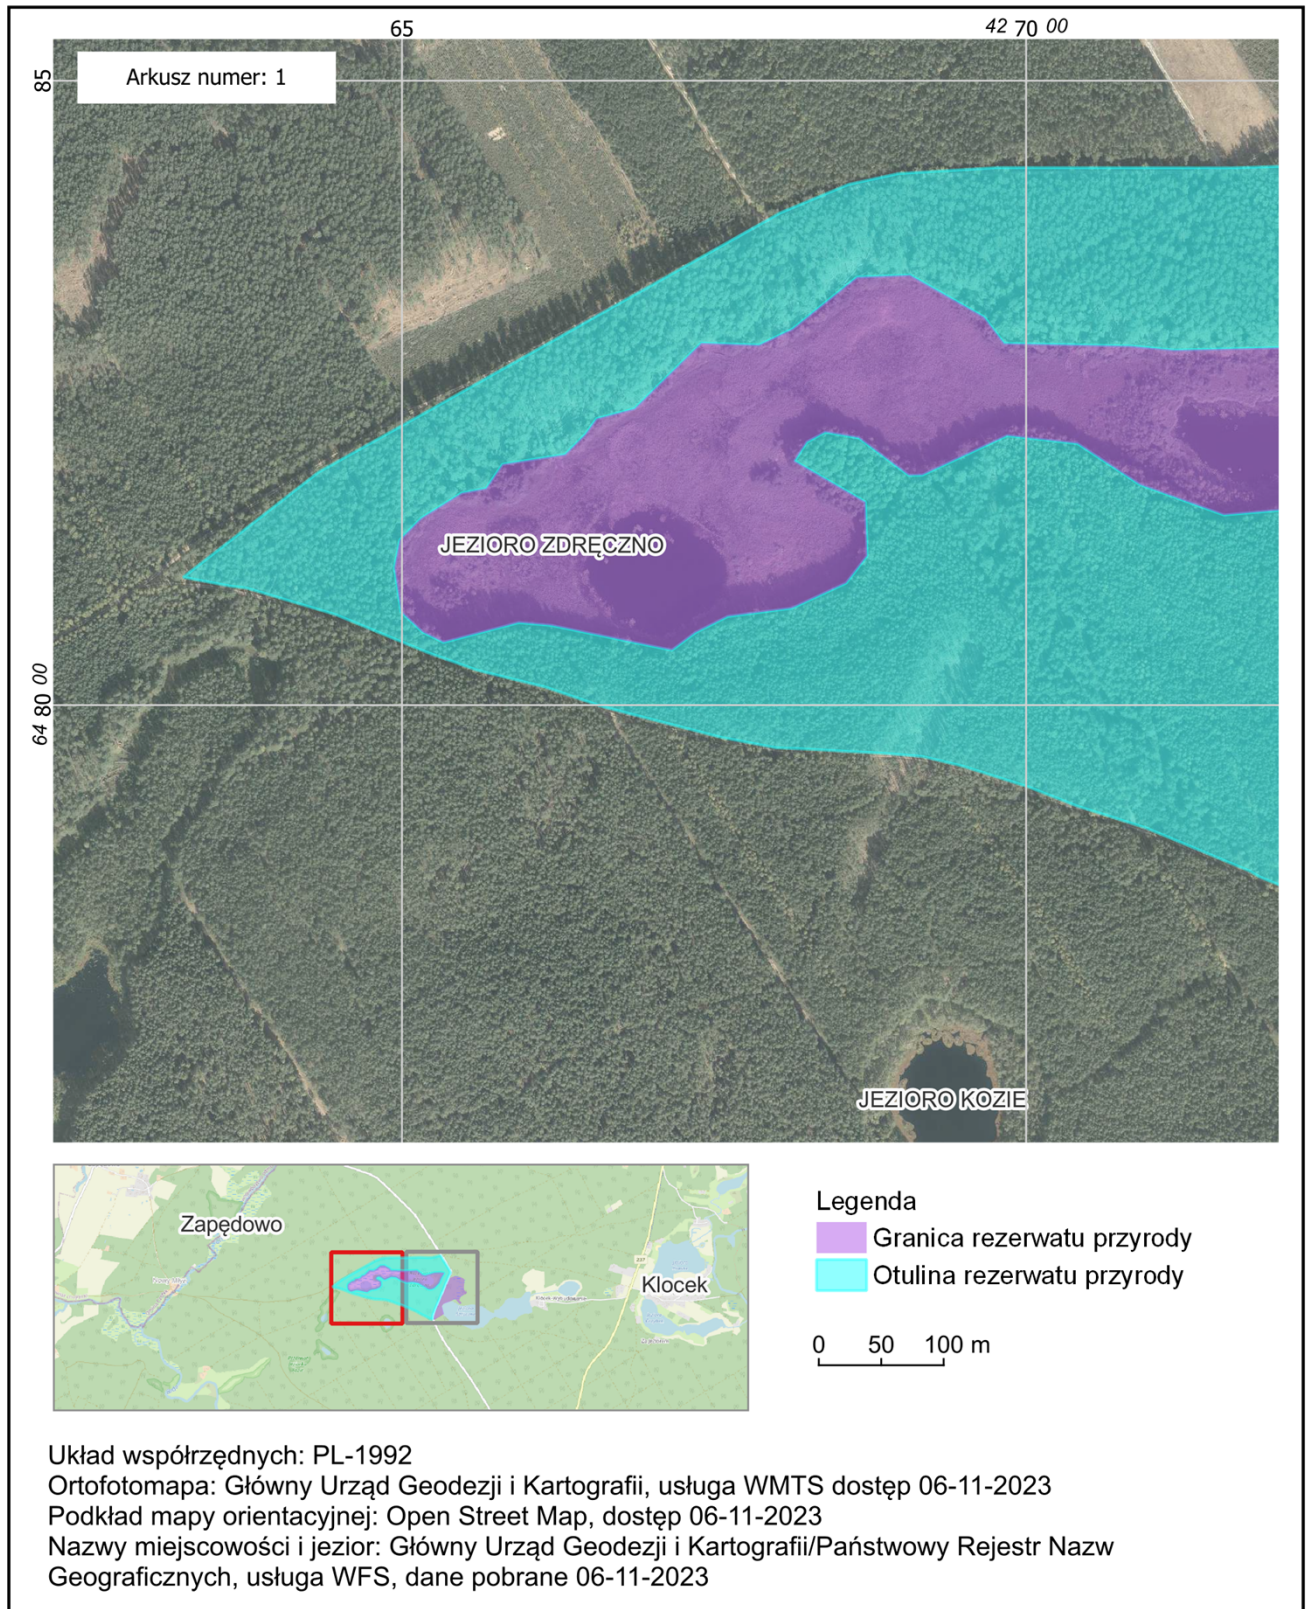 65
42 70 00
85
Arkusz numer: 1
JEZIORO ZDRĘCZNO
64 80 00
JEZIORO KOZIE
Zapędowo
Klocek
Legenda
Granica rezerwatu przyrody
Otulina rezerwatu przyrody
0 50 100 m
Układ współrzędnych: PL-1992
Ortofotomapa: Główny Urząd Geodezji i Kartografii, usługa WMTS dostęp 06-11-2023
Podkład mapy orientacyjnej: Open Street Map, dostęp 06-11-2023
Nazwy miejscowości i jezior: Główny Urząd Geodezji i Kartografii/Państwowy Rejestr Nazw
Geograficznych, usługa WFS, dane pobrane 06-11-2023